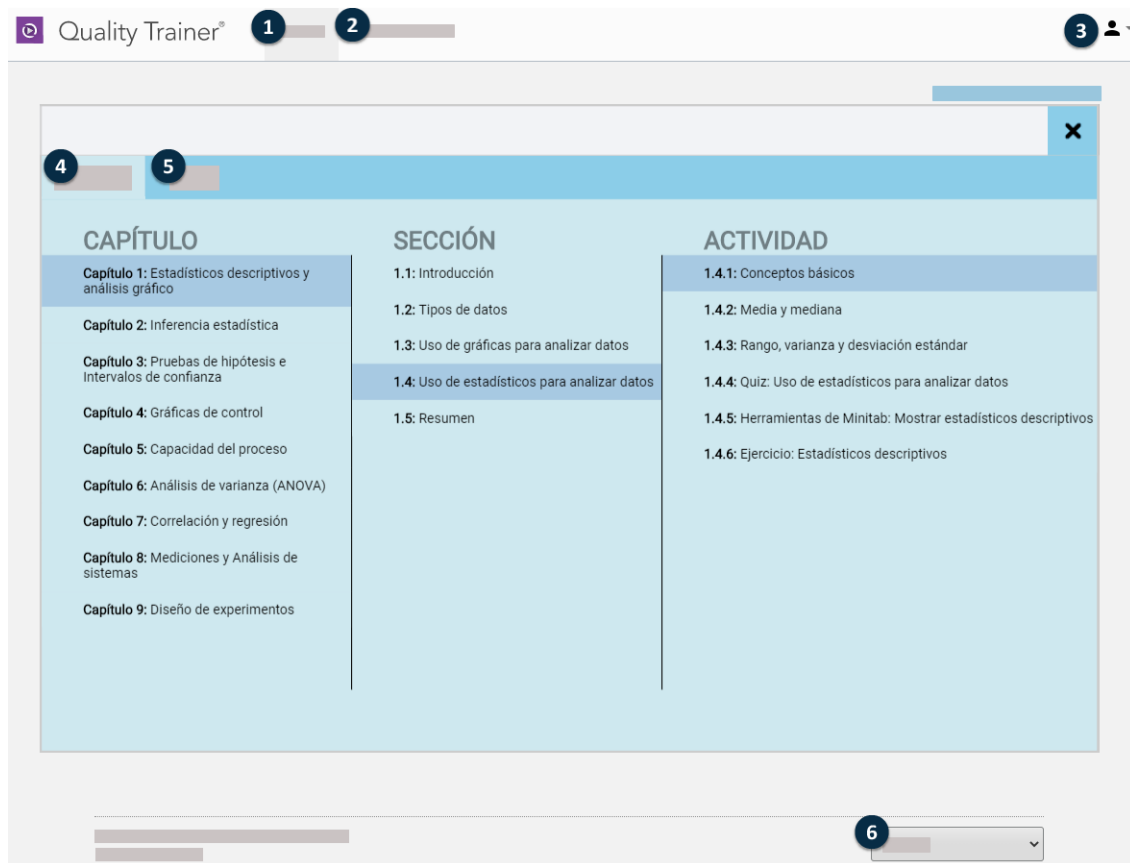 Quality Trainer®
1
2
3
4
5
CAPÍTULO
Capítulo 1: Estadísticos descriptivos y
análisis gráfico
Capítulo 2: Inferencia estadística
Capítulo 3: Pruebas de hipótesis e
Intervalos de confianza
Capítulo 4: Gráficas de control
Capítulo 5: Capacidad del proceso
Capítulo 6: Análisis de varianza (ANOVA)
Capítulo 7: Correlación y regresión
Capítulo 8: Mediciones y Análisis de
sistemas
Capítulo 9: Diseño de experimentos
SECCIÓN
1.1: Introducción
1.2: Tipos de datos
1.3: Uso de gráficas para analizar datos
1.4: Uso de estadísticos para analizar datos
1.5: Resumen
ACTIVIDAD
1.4.1: Conceptos básicos
1.4.2: Media y mediana
1.4.3: Rango, varianza y desviación estándar
1.4.4: Quiz: Uso de estadísticos para analizar datos
1.4.5: Herramientas de Minitab: Mostrar estadísticos descriptivos
1.4.6: Ejercicio: Estadísticos descriptivos
6